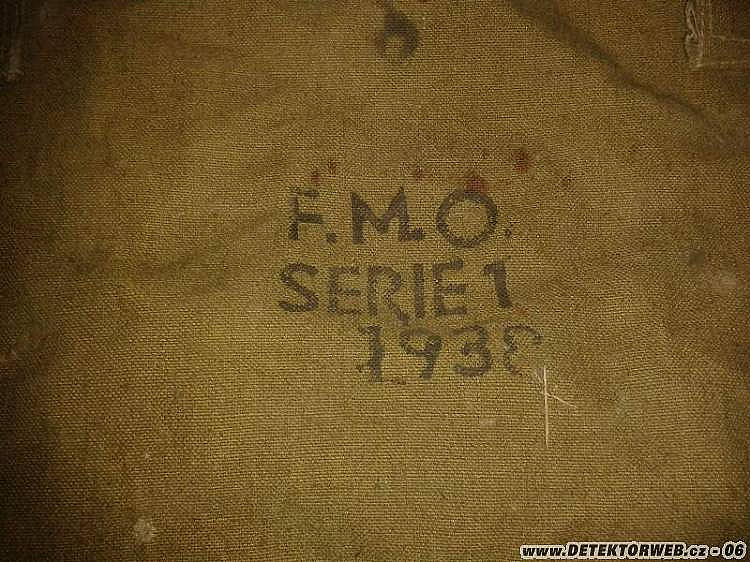 F.M.O.
SERIE 1
1938
www.DETEKTORWEB.cz - 06